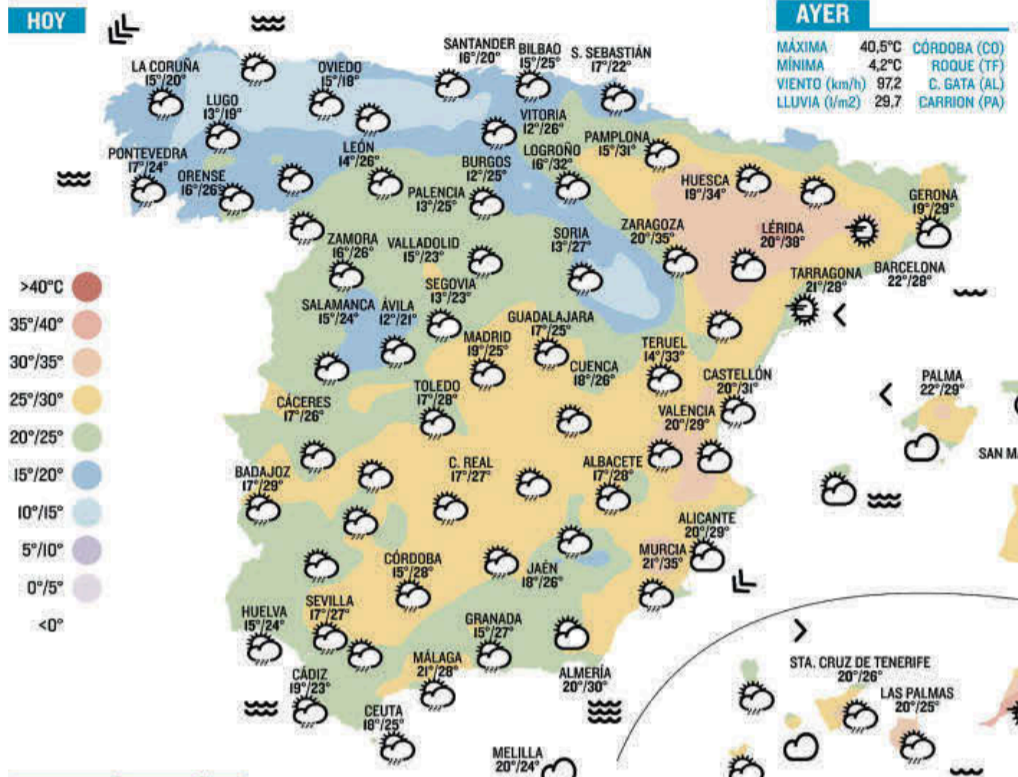 HOY
AYER
MÁXIMA 40,5°C CÓRDOBA (CO)
MÍNIMA 4,2°C ROQUE (TF)
VIENTO (km/h) 97,2 C. GATA (AL)
LLUVIA (l/m2) 29,7 CARRION (PA)
LA CORUÑA
15°/20°
LUGO
13°/19°
OVIEDO
15°/18°
SANTANDER
16°/20°
BILBAO
15°/25°
S. SEBASTIÁN
17°/22°
PONTEVEDRA
17°/24°
ORENSE
16°/26°
LEÓN
14°/26°
VITORIA
12°/26°
BURGOS
12°/25°
LOGROÑO
16°/32°
PAMPLONA
15°/31°
PALENCIA
13°/25°
HUESCA
19°/34°
GERONA
19°/29°
ZAMORA
16°/26°
VALLADOLID
15°/23°
SORIA
13°/27°
ZARAGOZA
20°/35°
LÉRIDA
20°/38°
SEGOVIA
13°/23°
TARRAGONA
21°/28°
BARCELONA
22°/28°
SALAMANCA
15°/24°
ÁVILA
12°/21°
GUADALAJARA
17°/25°
MADRID
19°/25°
CUENCA
18°/26°
TERUEL
14°/33°
CASTELLÓN
20°/31°
PALMA
22°/29°
CÁCERES
17°/26°
TOLEDO
17°/28°
VALENCIA
20°/29°
SAN MA
BADAJOZ
17°/29°
C. REAL
17°/27°
ALBACETE
17°/28°
ALICANTE
20°/29°
CÓRDOBA
15°/28°
JAÉN
18°/26°
MURCIA
21°/35°
HUELVA
15°/24°
SEVILLA
17°/27°
GRANADA
15°/27°
CÁDIZ
19°/23°
MÁLAGA
21°/28°
ALMERÍA
20°/30°
CEUTA
18°/25°
MELILLA
20°/24°
STA. CRUZ DE TENERIFE
20°/26°
LAS PALMAS
20°/25°
>40°C
35°/40°
30°/35°
25°/30°
20°/25°
15°/20°
10°/15°
5°/10°
0°/5°
<0°